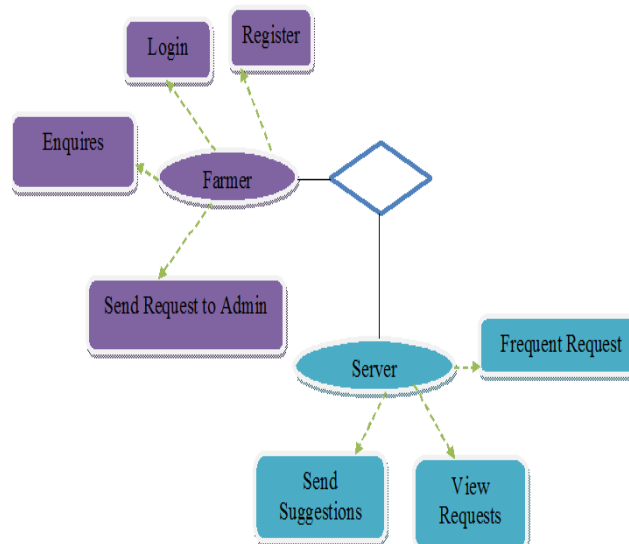 Register
Login
Enquires
Farmer
Send Request to Admin
Frequent Request
Server
Send
Suggestions
View
Requests